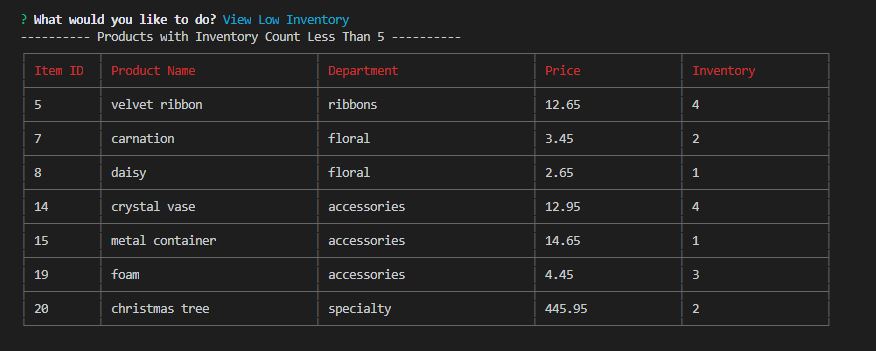 ? What would you like to do? View Low Inventory
---------- Products with Inventory Count Less Than 5 ----------
Item ID Product Name Department Price Inventory
5 velvet ribbon ribbons 12.65 4
7 carnation floral 3.45 2
8 daisy floral 2.65 1
14 crystal vase accessories 12.95 4
15 metal container accessories 14.65 1
19 foam accessories 4.45 3
20 christmas tree specialty 445.95 2